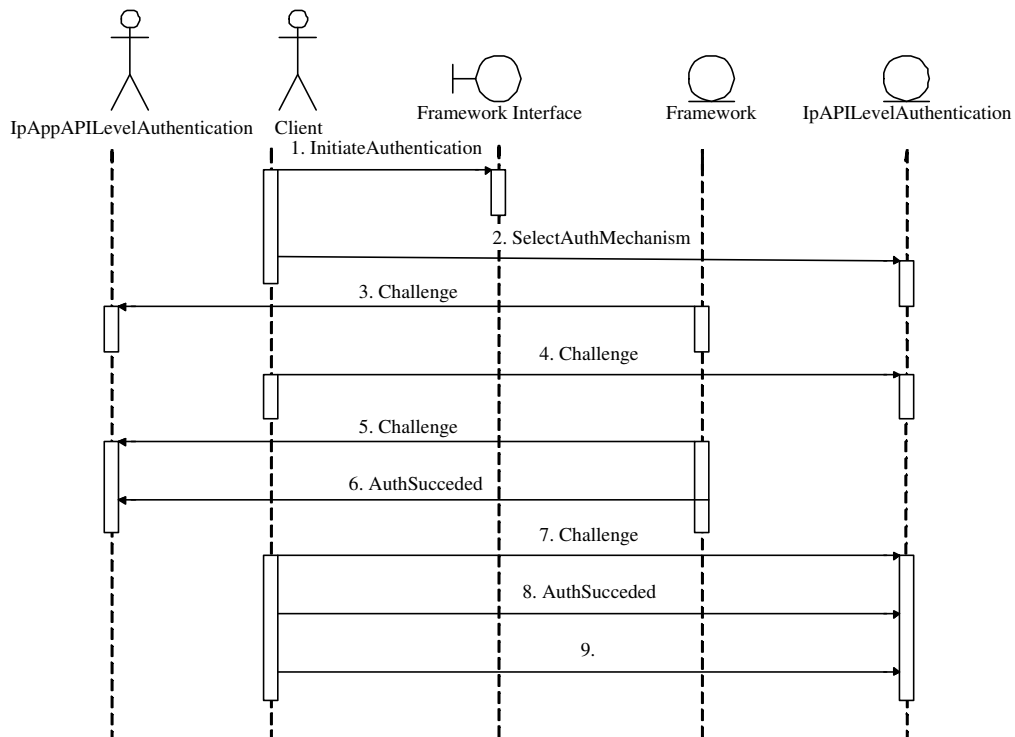 IpAppAPILevelAuthentication
Client
Framework Interface
Framework
IpAPILevelAuthentication
1. InitiateAuthentication
2. SelectAuthMechanism
3. Challenge
4. Challenge
5. Challenge
6. AuthSucceded
7. Challenge
8. AuthSucceded
9.